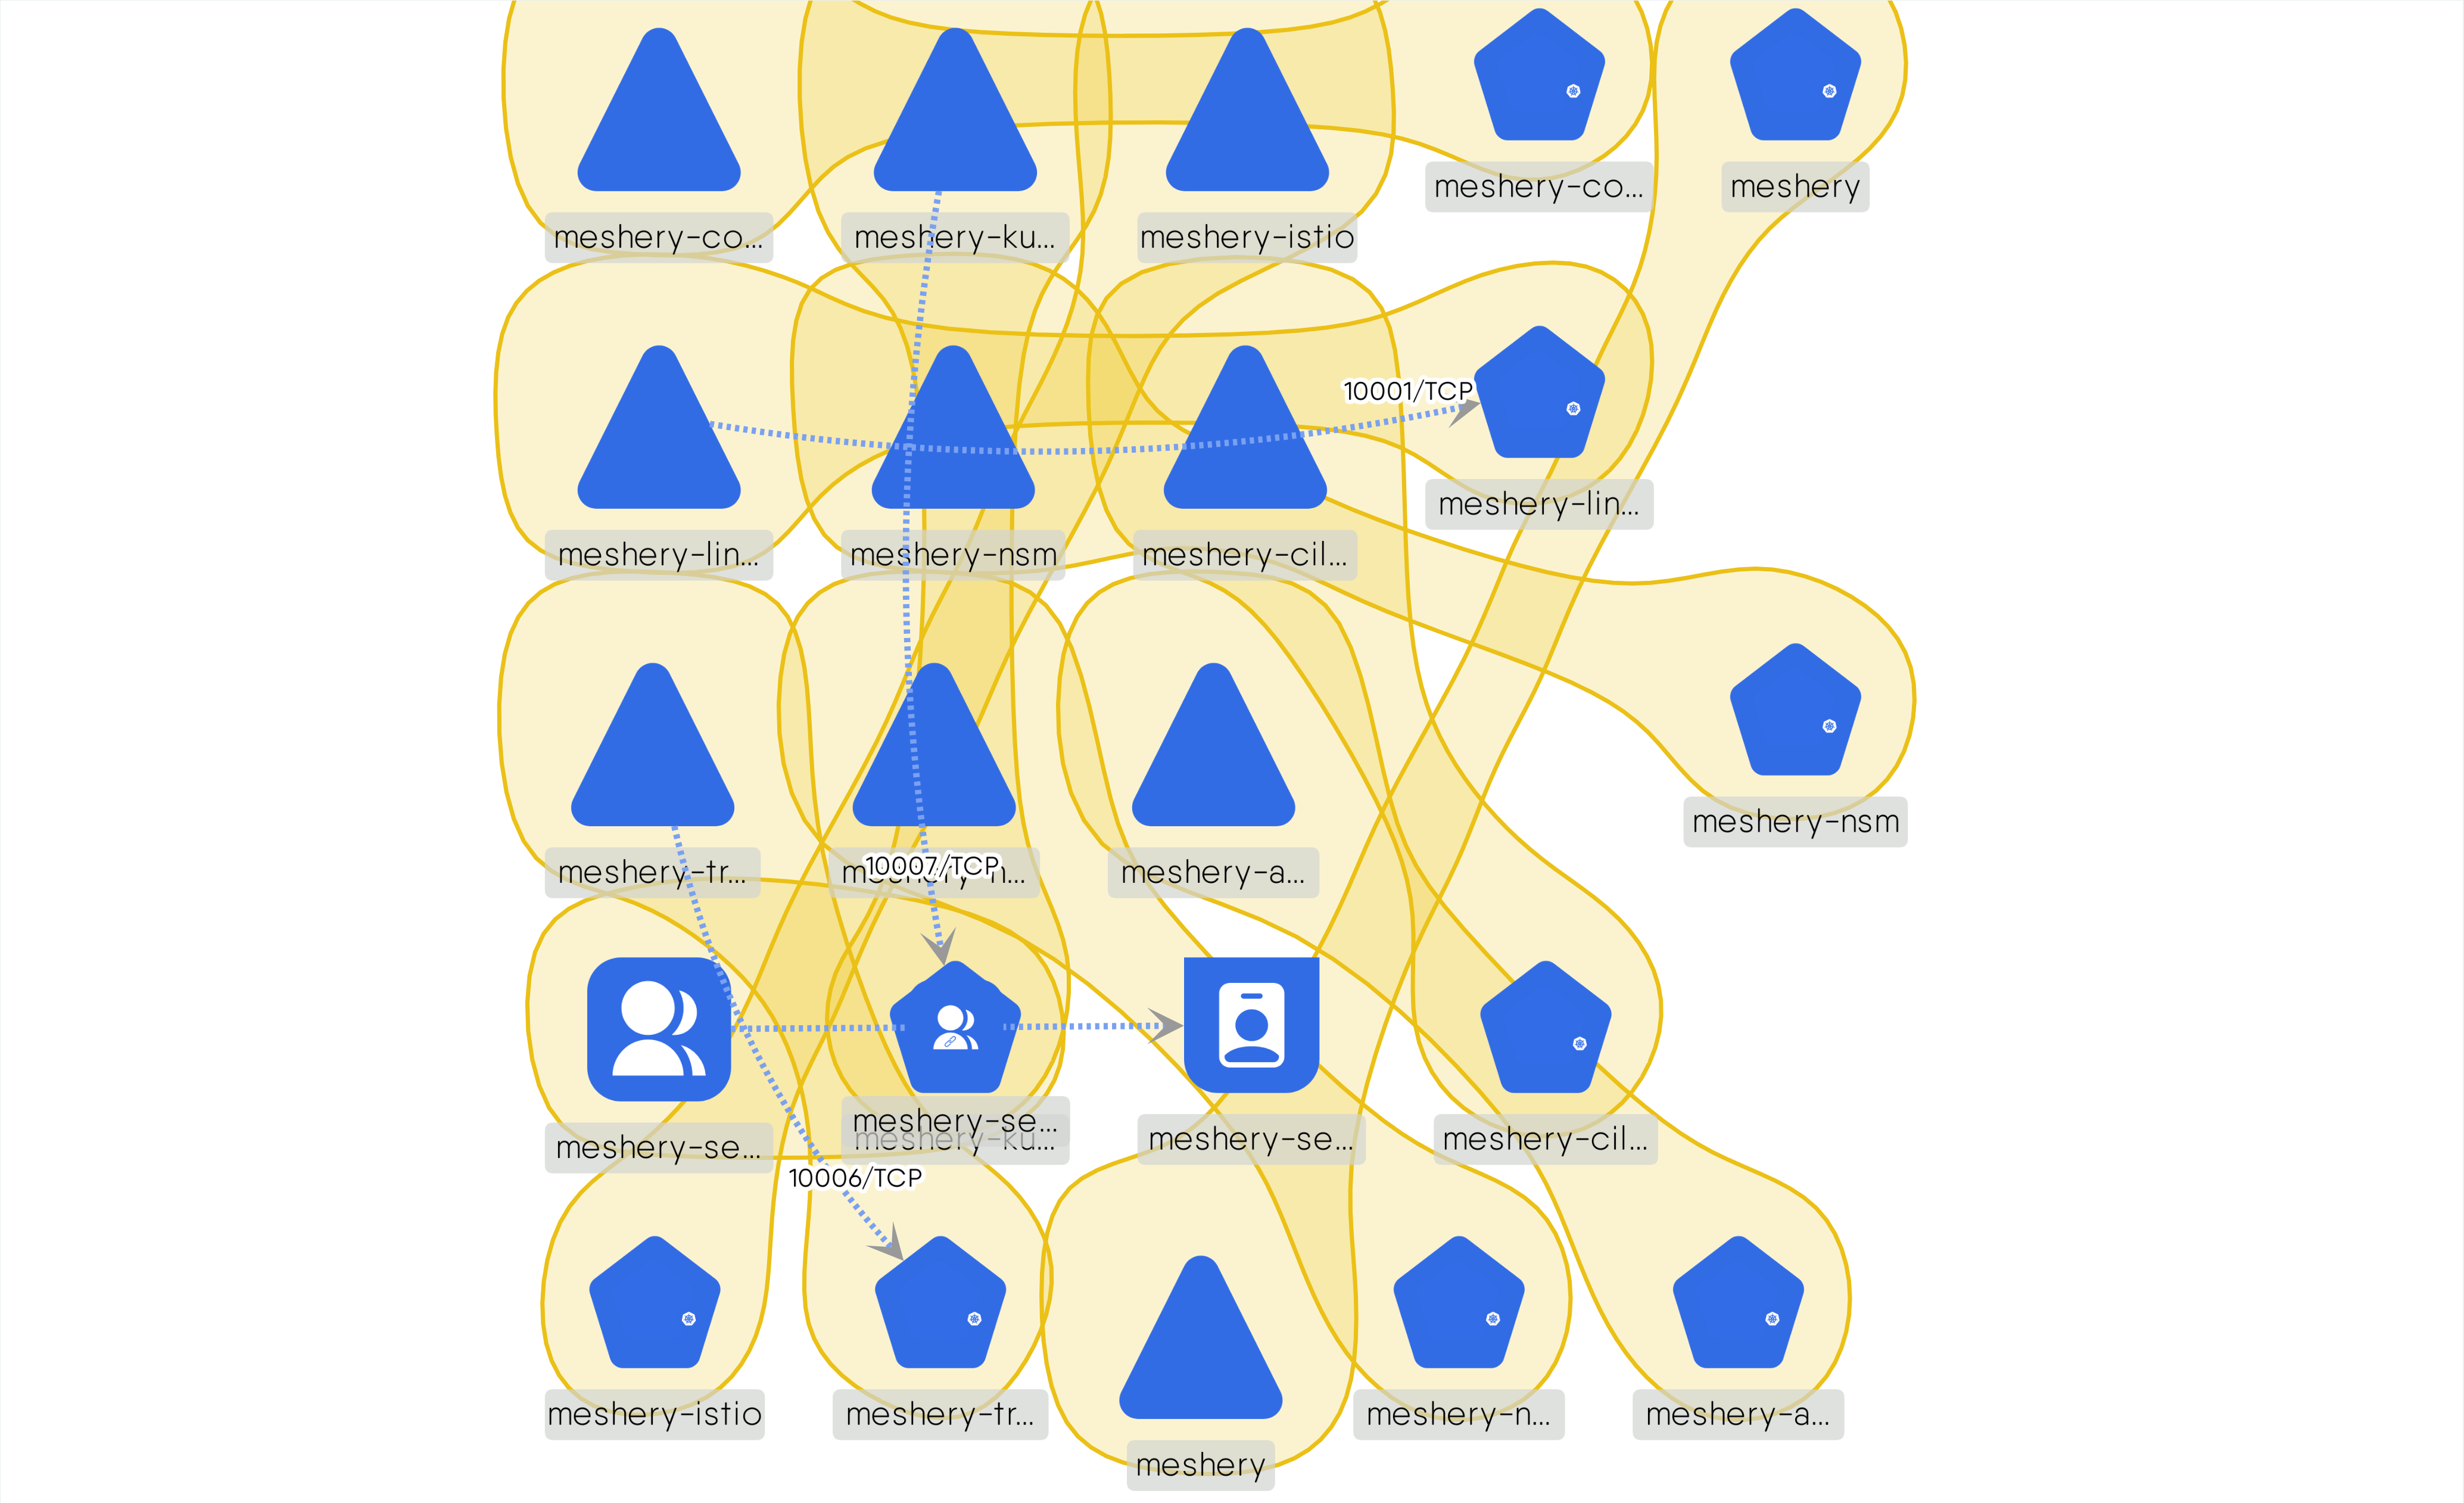 meshery-co...
meshery
meshery-co...
meshery-ku...
meshery-istio
10001/TCP
meshery-lin...
meshery-lin...
meshery-nsm
meshery-cil...
meshery-nsm
meshery-tr...
10007/TCP
meshery-n...
meshery-a...
meshery-se...
meshery-ku...
meshery-se...
meshery-se...
meshery-cil...
10006/TCP
meshery-istio
meshery-tr...
meshery-n...
meshery-a...
meshery